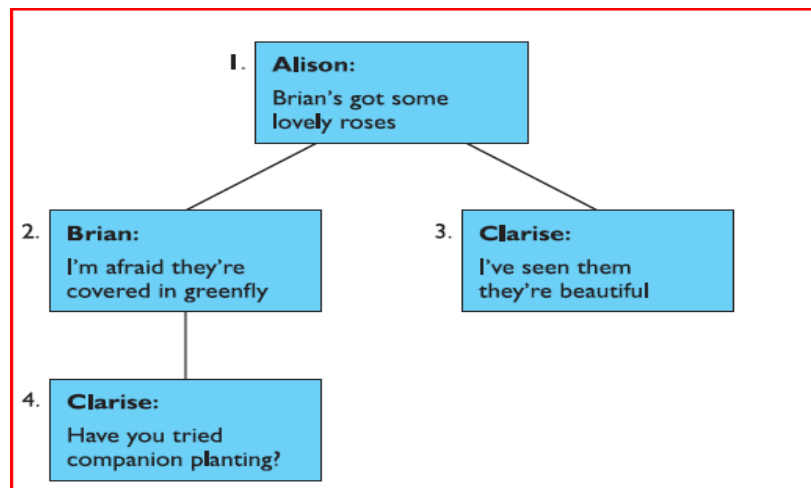 1. Alison:
Brian's got some
lovely roses
2. Brian:
I'm afraid they're
covered in greenfly
3. Clarise:
I've seen them
they're beautiful
4. Clarise:
Have you tried
companion planting?